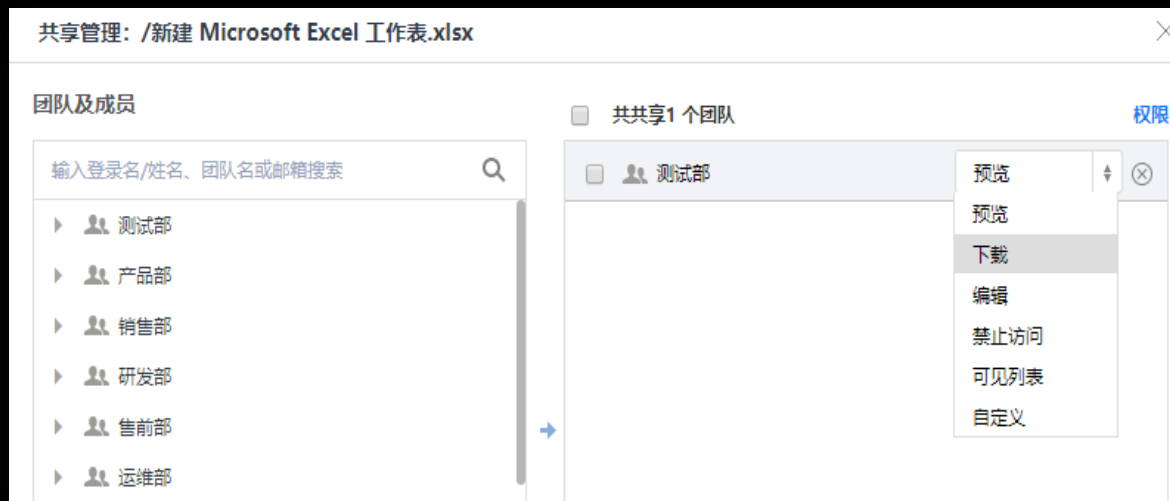 共享管理：/新建 Microsoft Excel 工作表.xlsx
团队及成员
输入登录名/姓名、团队名或邮箱搜索
测试部
产品部
销售部
研发部
售前部
运维部
共共享1 个团队
权限
测试部
预览
预览
下载
编辑
禁止访问
可见列表
自定义